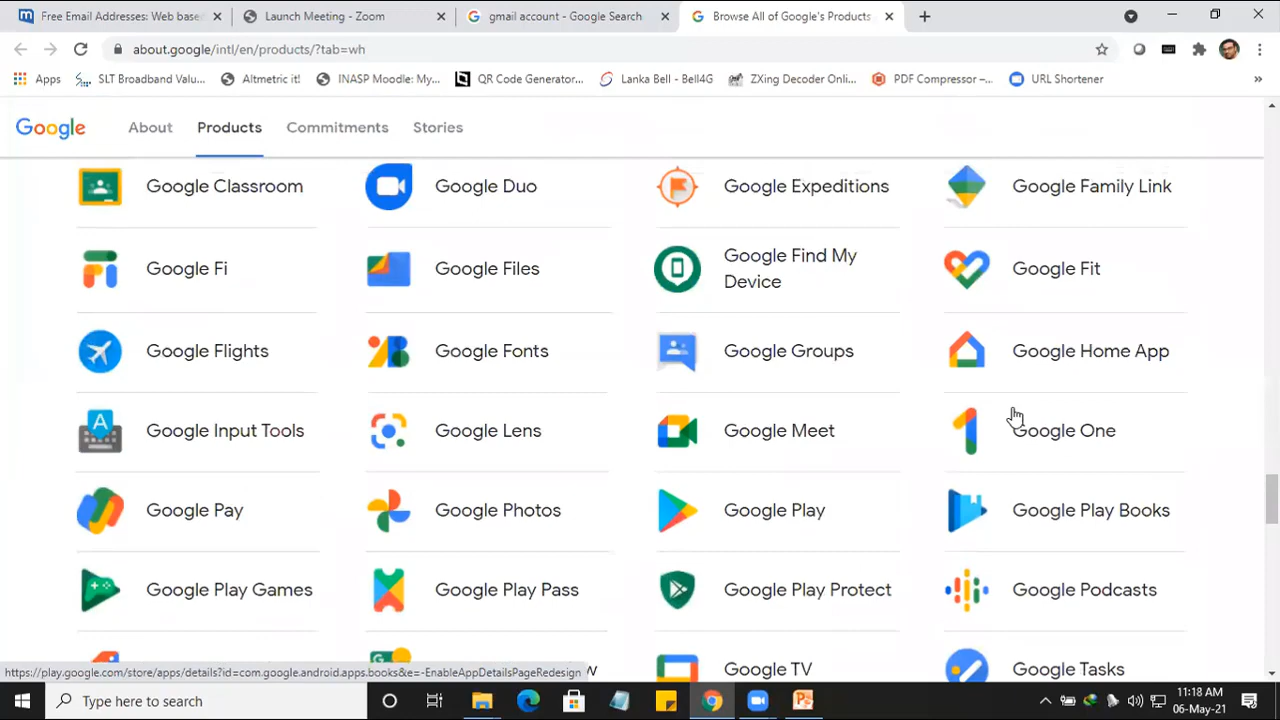 Free Email Addresses: Web base
Launch Meeting - Zoom
gmail account - Google Search
Browse All of Google's Products
about.google/intl/en/products/?tab=wh
Apps
SLT Broadband Valu...
Altmetric it!
INASP Moodle: My...
QR Code Generator...
Lanka Bell - Bell4G
ZXing Decoder Onli...
PDF Compressor –...
URL Shortener
Google
About
Products
Commitments
Stories
Google Classroom
Google Duo
Google Expeditions
Google Family Link
Google Fi
Google Files
Google Find My
Device
Google Fit
Google Flights
Google Fonts
Google Groups
Google Home App
Google Input Tools
Google Lens
Google Meet
Google One
Google Pay
Google Photos
Google Play
Google Play Books
Google Play Games
Google Play Pass
Google Play Protect
Google Podcasts
Google TV
Google Tasks
https://play.google.com/store/apps/details?id=com.google.android.apps.books&e=-EnableAppDetailsPageRedesign
Type here to search
11:18 AM
06-May-21